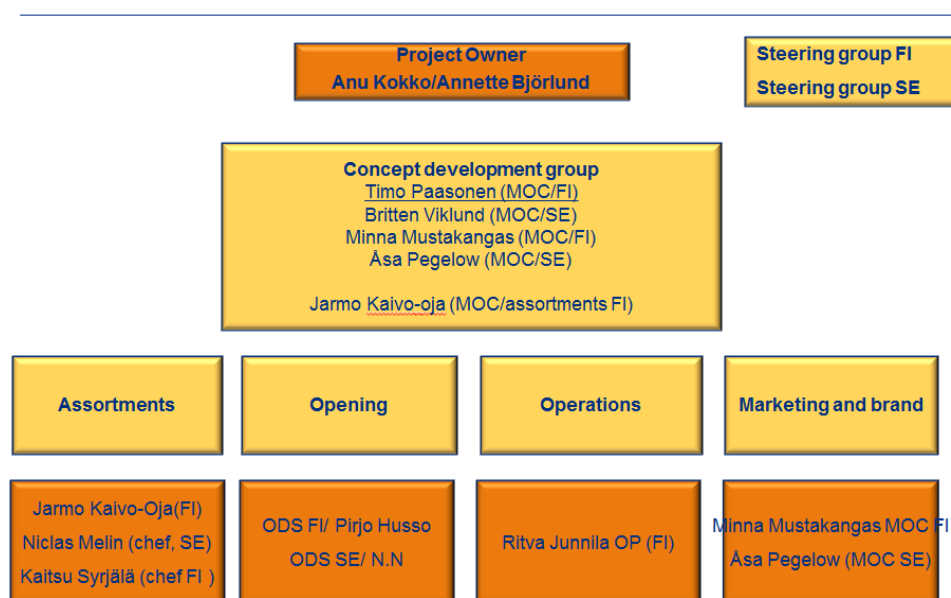 Project Owner
Anu Kokko/Annette Björlund
Steering group FI
Steering group SE
Concept development group
Timo Paasonen (MOC/FI)
Britten Viklund (MOC/SE)
Minna Mustakangas (MOC/FI)
Åsa Pegelow (MOC/SE)
Jarmo Kaivo-oja (MOC/assortments FI)
Assortments
Opening
Operations
Marketing and brand
Jarmo Kaivo-Oja(FI)
Niclas Melin (chef, SE)
Kaitsu Syrjälä (chef FI )
ODS FI/ Pirjo Husso
ODS SE/ N.N
Ritva Junnila OP (FI)
Minna Mustakangas MOC FI
Åsa Pegelow (MOC SE)